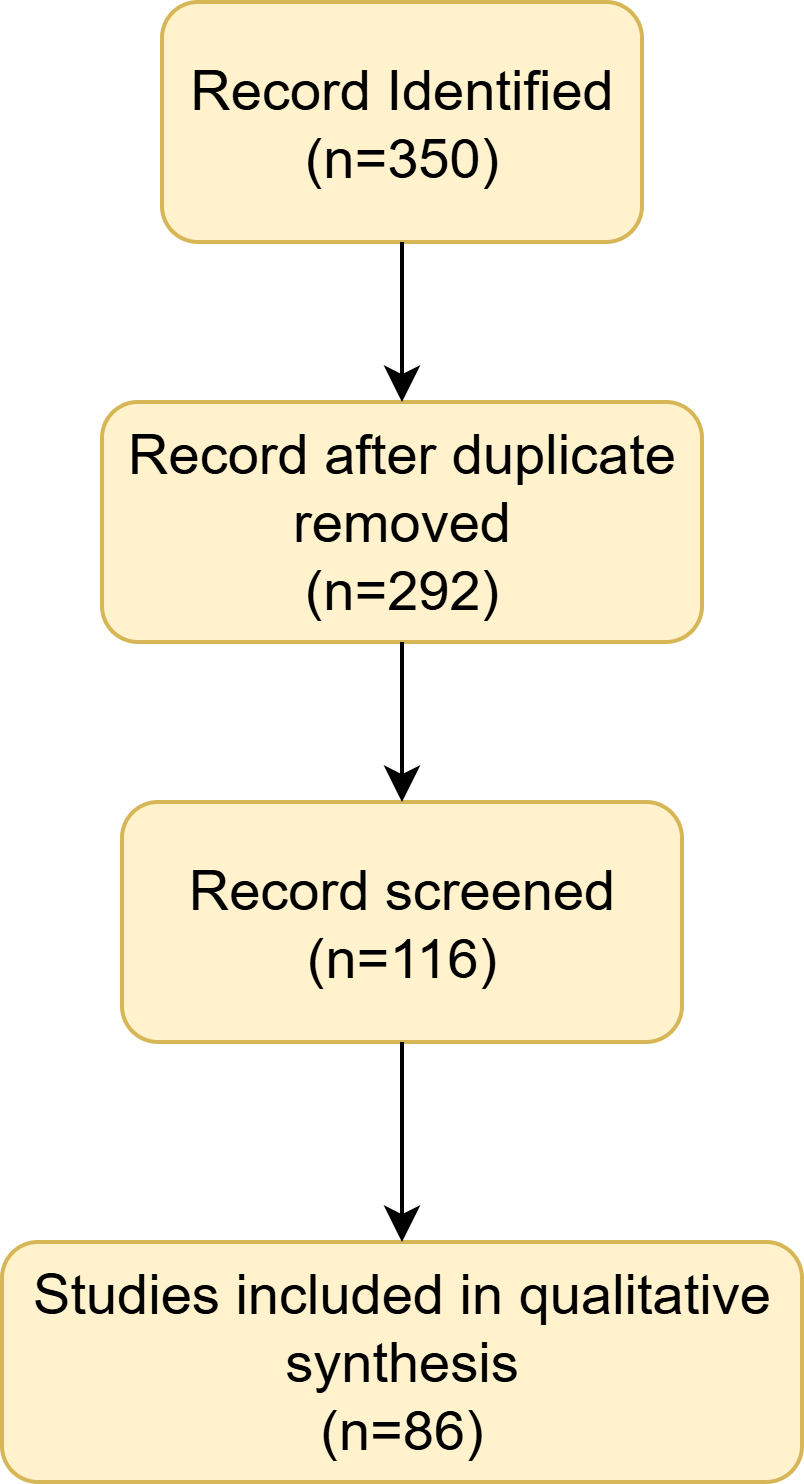 Record Identified
(n=350)
Record after duplicate
removed
(n=292)
Record screened
(n=116)
Studies included in qualitative
synthesis
(n=86)